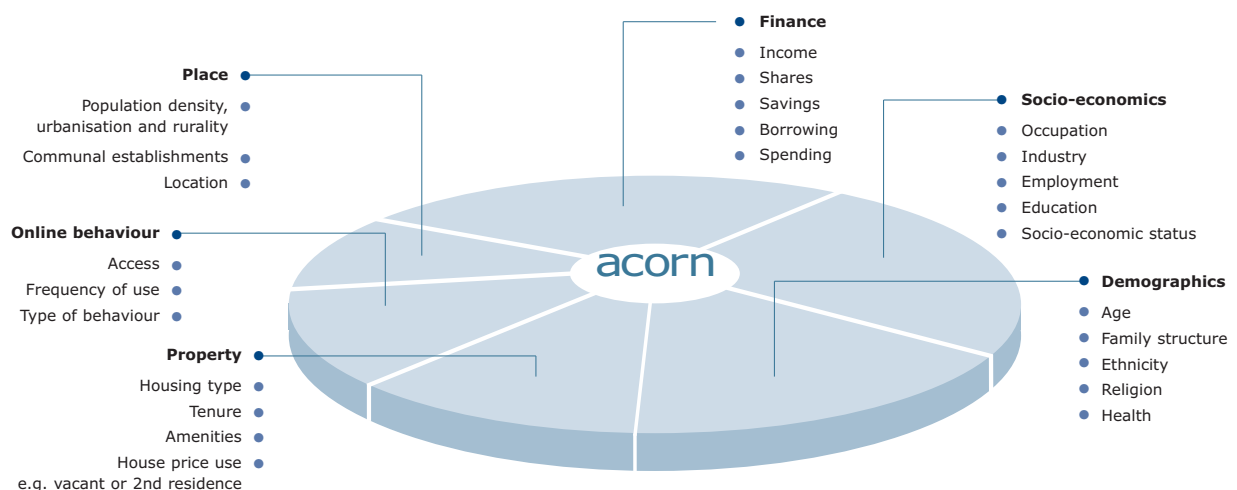 Finance
Income
Shares
Savings
Borrowing
Spending
Place
Population density,
urbanisation and rurality
Communal establishments
Location
Socio-economics
Occupation
Industry
Employment
Education
Socio-economic status
Online behaviour
Access
Frequency of use
Type of behaviour
acorn
Demographics
Age
Family structure
Ethnicity
Religion
Health
Property
Housing type
Tenure
Amenities
House price use
e.g. vacant or 2nd residence